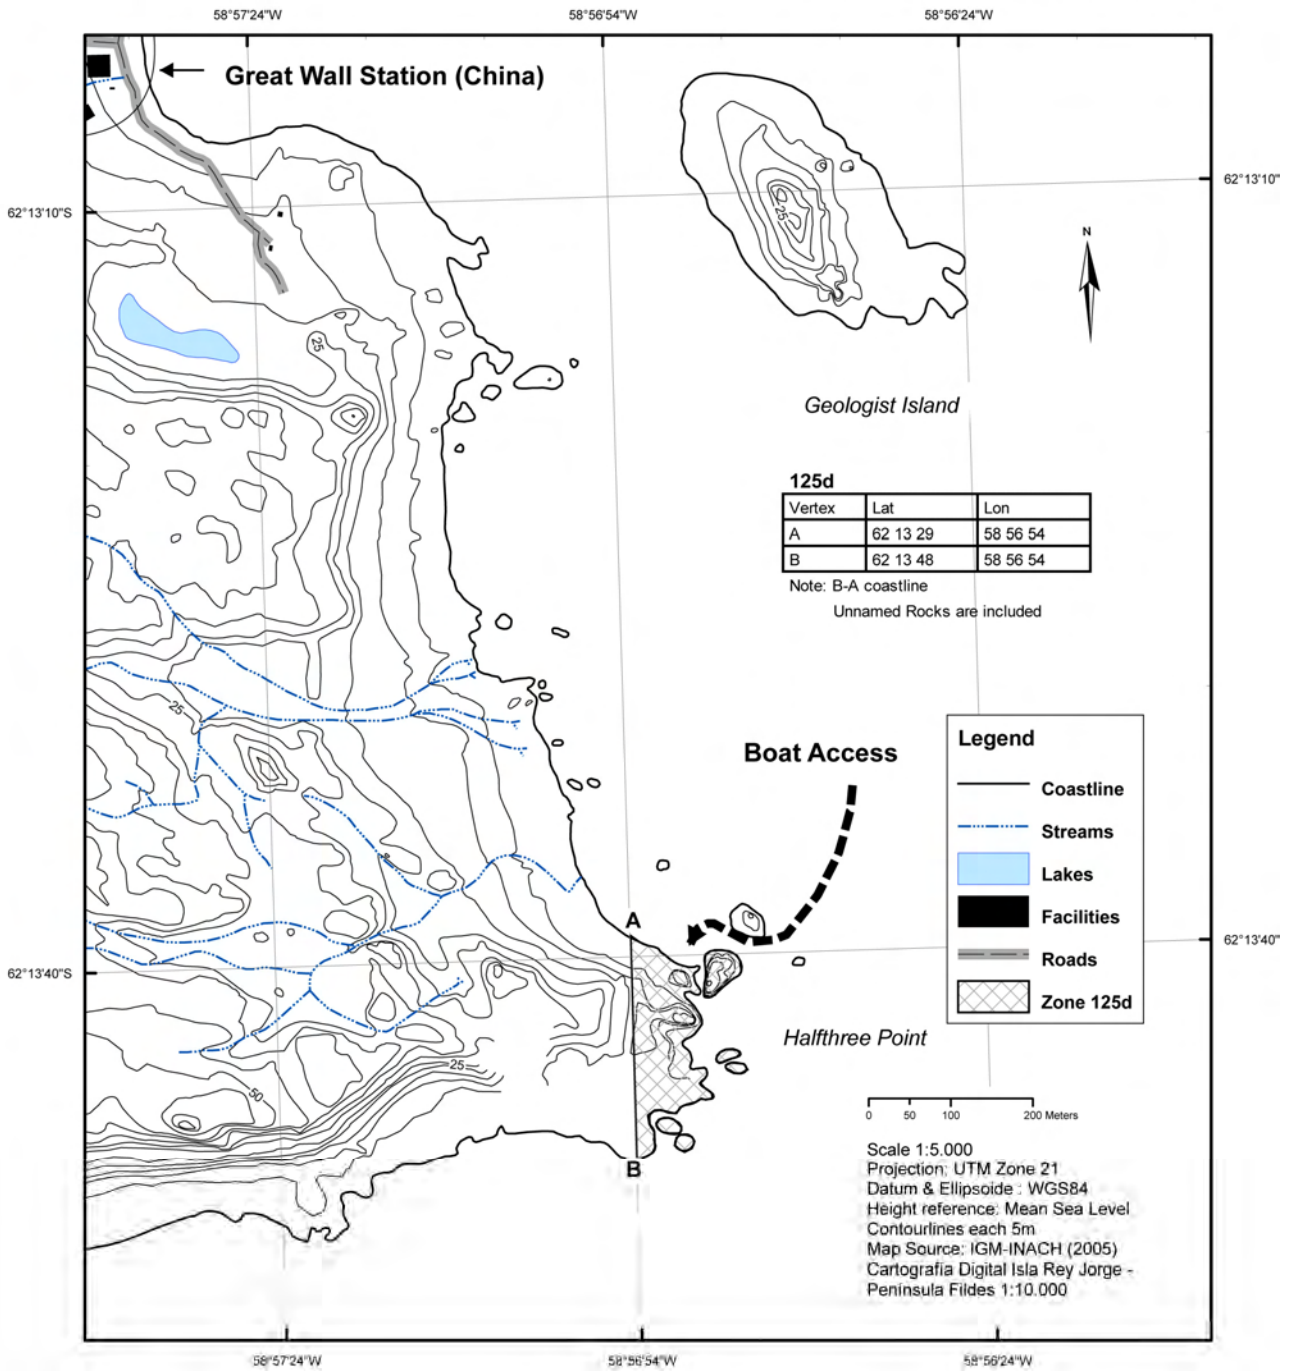 58°57'24"W 58°56'54"W 58°56'24"W
Great Wall Station (China)
62°13'10"S
62°13'10"
25
N
25
Geologist Island
125d
Vertex Lat Lon
A 62 13 29 58 56 54
B 62 13 48 58 56 54
Note: B-A coastline
Unnamed Rocks are included
25
Boat Access
Legend
Coastline
Streams
Lakes
Facilities
Roads
Zone 125d
A
62°13'40"
62°13'40"S
Halfthree Point
25
50
0 50 100 200 Meters
B
Scale 1:5.000
Projection: UTM Zone 21
Datum & Ellipsoide : WGS84
Height reference: Mean Sea Level
Contourlines each 5m
Map Source: IGM-INACH (2005)
Cartografia Digital Isla Rey Jorge -
Peninsula Fildes 1:10.000
58°57'24"W 58°56'54"W 58°56'24"W